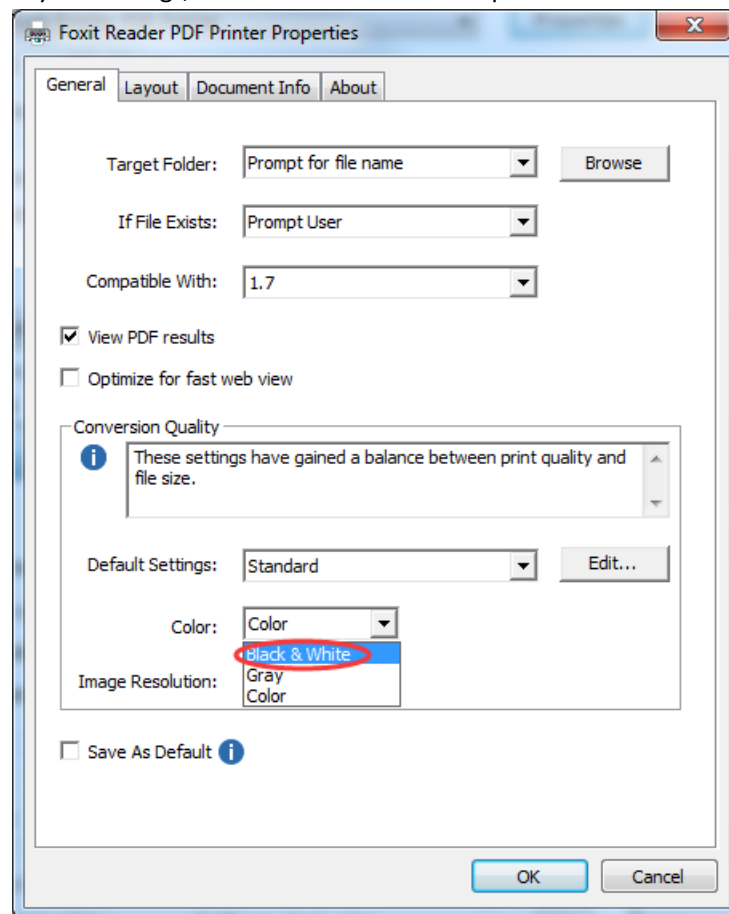 Foxit Reader PDF Printer Properties
General Layout Document Info About
Target Folder: Prompt for file name Browse
If File Exists: Prompt User
Compatible With: 1.7
View PDF results
Optimize for fast web view
Conversion Quality
These settings have gained a balance between print quality and
file size.
Default Settings: Standard Edit...
Color: Color
Black & White
Image Resolution: Gray
Color
Save As Default
OK Cancel